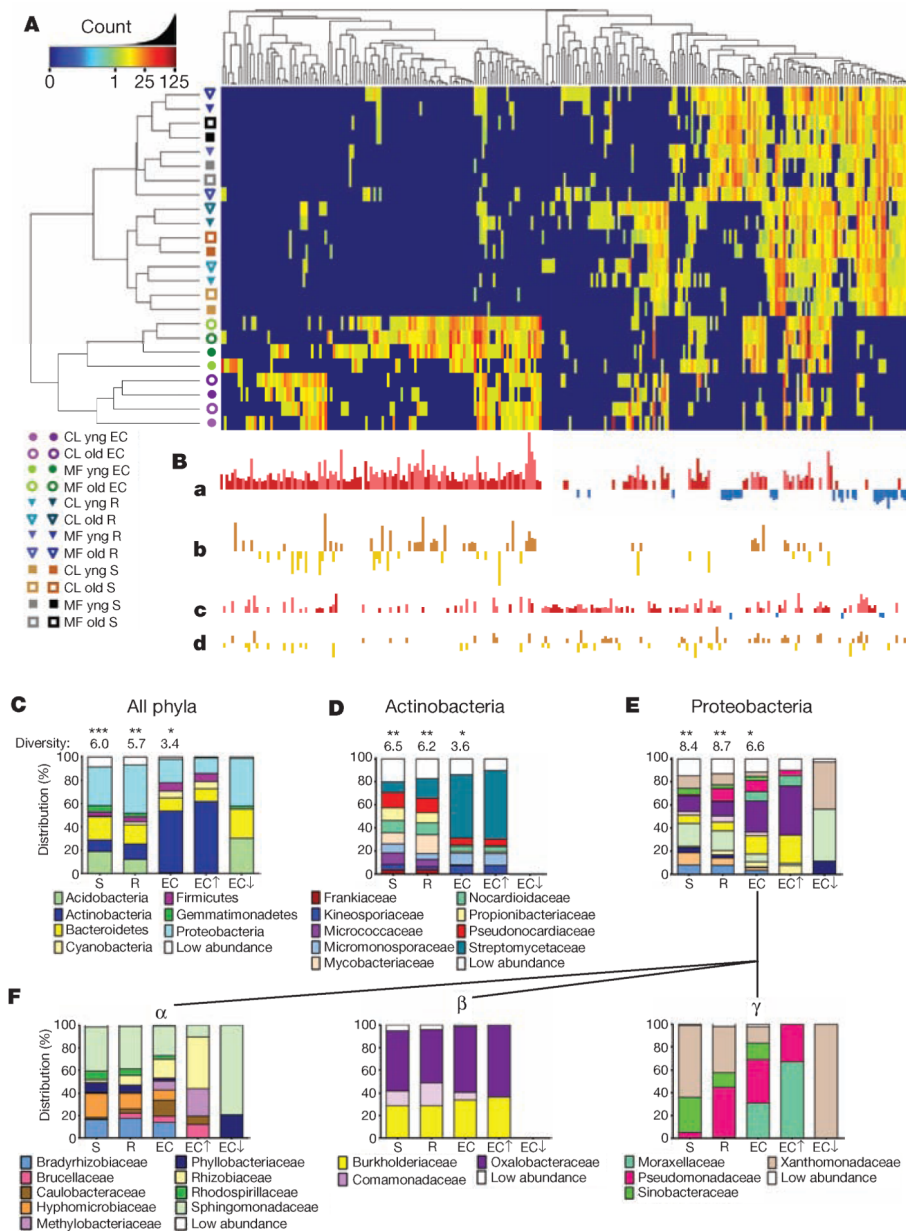 A
Count
0 1 25 125
CL yng EC
CL old EC
MF yng EC
MF old EC
CL yng R
CL old R
MF yng R
MF old R
CL yng S
CL old S
MF yng S
MF old S
B
a
b
c
d
C All phyla
*** ** *
Diversity: 6.0 5.7 3.4
Distribution (%)
100
80
60
40
20
0
S R EC EC↑ EC↓
Acidobacteria
Actinobacteria
Bacteroidetes
Cyanobacteria
Firmicutes
Gemmatimonadetes
Proteobacteria
Low abundance
D Actinobacteria
** ** *
6.5 6.2 3.6
100
80
60
40
20
0
S R EC EC↑ EC↓
Frankiaceae
Kineosporiaceae
Micrococcaceae
Micromonosporaceae
Mycobacteriaceae
Nocardioidaceae
Propionibacteriaceae
Pseudonocardiaceae
Streptomycetaceae
Low abundance
E Proteobacteria
** ** *
8.4 8.7 6.6
100
80
60
40
20
0
S R EC EC↑ EC↓
F
α
Distribution (%)
100
80
60
40
20
0
S R EC EC↑ EC↓
Bradyrhizobiaceae
Brucellaceae
Caulobacteraceae
Hyphomicrobiaceae
Methylobacteriaceae
Phyllobacteriaceae
Rhizobiaceae
Rhodospirillaceae
Sphingomonadaceae
Low abundance
β
100
80
60
40
20
0
S R EC EC↑ EC↓
Burkholderiaceae
Comamonadaceae
Oxalobacteraceae
Low abundance
γ
100
80
60
40
20
0
S R EC EC↑ EC↓
Moraxellaceae
Pseudomonadaceae
Sinobacteraceae
Xanthomonadaceae
Low abundance